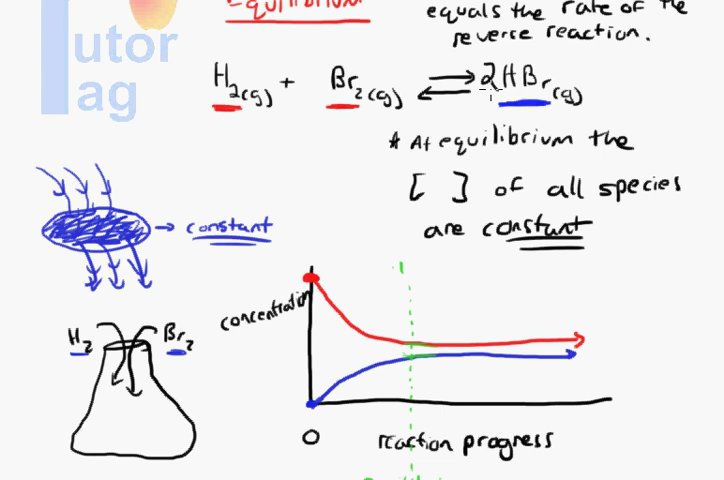 Equilibrium
equals the rate of the
reverse reaction.
Tutor
ag
H2(g) + Br2(g) ⇌ 2HBr(g)
* At equilibrium the
[ ] of all species
are constant
→ constant
concentration
H2 Br2
0 reaction progress